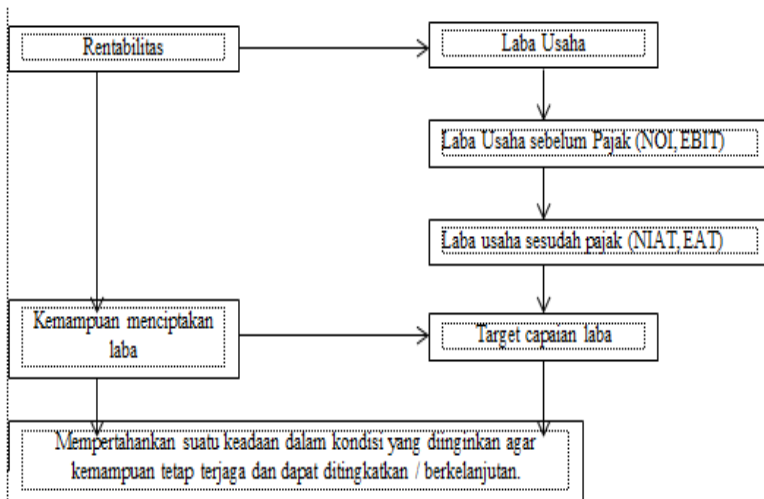 Rentabilitas
Laba Usaha
Laba Usaha sebelum Pajak (NOI,EBIT)
Laba usaha sesudah pajak (NIAT,EAT)
Kemampuan menciptakan
laba
Target capaian laba
Mempertahankan suatu keadaan dalam kondisi yang diinginkan agar
kemampuan tetap terjaga dan dapat ditingkatkan / berkelanjutan.